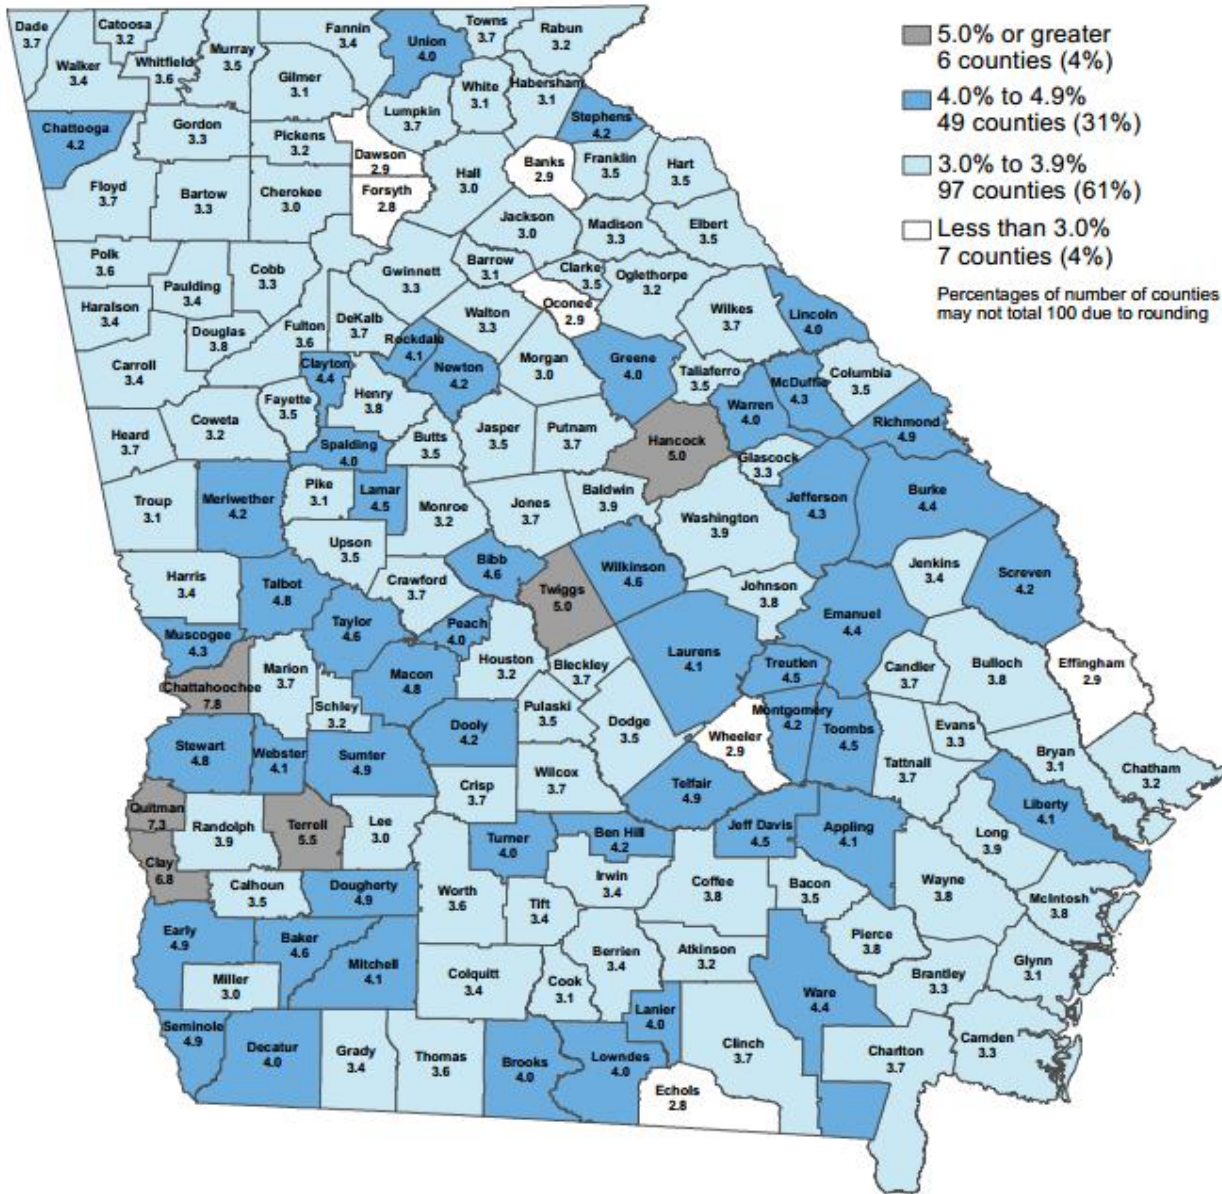 5.0% or greater
6 counties (4%)
4.0% to 4.9%
49 counties (31%)
3.0% to 3.9%
97 counties (61%)
Less than 3.0%
7 counties (4%)
Percentages of number of counties
may not total 100 due to rounding
Dade
3.7
Catoosa
3.2
Walker
3.4
Whitfield
3.6
Murray
3.5
Fannin
3.4
Gilmer
3.1
Union
4.0
Towns
3.7
Rabun
3.2
White
3.1
Habersham
3.1
Lumpkin
3.7
Stephens
4.2
Chattooga
4.2
Gordon
3.3
Pickens
3.2
Dawson
2.9
Hall
3.0
Banks
2.9
Franklin
3.5
Hart
3.5
Floyd
3.7
Bartow
3.3
Cherokee
3.0
Forsyth
2.8
Jackson
3.0
Madison
3.3
Elbert
3.5
Polk
3.6
Paulding
3.4
Cobb
3.3
Gwinnett
3.3
Barrow
3.1
Clarke
3.5
Oglethorpe
3.2
Haralson
3.4
Douglas
3.8
Fulton
3.6
DeKalb
3.7
Walton
3.3
Oconee
2.9
Wilkes
3.7
Lincoln
4.0
Carroll
3.4
Clayton
4.4
Rockdale
4.1
Newton
4.2
Morgan
3.0
Greene
4.0
Taliaferro
3.5
McDuffie
4.3
Columbia
3.5
Warren
4.0
Richmond
4.9
Heard
3.7
Coweta
3.2
Fayette
3.5
Henry
3.8
Spalding
4.0
Butts
3.5
Jasper
3.5
Putnam
3.7
Hancock
5.0
Glascock
3.3
Troup
3.1
Meriwether
4.2
Pike
3.1
Lamar
4.5
Monroe
3.2
Jones
3.7
Baldwin
3.9
Washington
3.9
Jefferson
4.3
Burke
4.4
Upson
3.5
Harris
3.4
Talbot
4.8
Crawford
3.7
Bibb
4.6
Twiggs
5.0
Wilkinson
4.6
Johnson
3.8
Jenkins
3.4
Screven
4.2
Emanuel
4.4
Muscogee
4.3
Taylor
4.6
Peach
4.0
Houston
3.2
Bleckley
3.7
Laurens
4.1
Treutlen
4.5
Candler
3.7
Bulloch
3.8
Effingham
2.9
Chattahoochee
7.8
Marion
3.7
Schley
3.2
Macon
4.8
Pulaski
3.5
Dodge
3.5
Wheeler
2.9
Montgomery
4.2
Toombs
4.5
Evans
3.3
Bryan
3.1
Chatham
3.2
Stewart
4.8
Webster
4.1
Sumter
4.9
Dooly
4.2
Wilcox
3.7
Telfair
4.9
Tattnall
3.7
Liberty
4.1
Crisp
3.7
Quitman
7.3
Randolph
3.9
Terrell
5.5
Lee
3.0
Turner
4.0
Ben Hill
4.2
Jeff Davis
4.5
Appling
4.1
Long
3.9
Clay
6.8
Calhoun
3.5
Dougherty
4.9
Worth
3.6
Tift
3.4
Irwin
3.4
Coffee
3.8
Bacon
3.5
Wayne
3.8
McIntosh
3.8
Early
4.9
Baker
4.6
Mitchell
4.1
Miller
3.0
Colquitt
3.4
Cook
3.1
Berrien
3.4
Atkinson
3.2
Pierce
3.8
Brantley
3.3
Glynn
3.1
Ware
4.4
Seminole
4.9
Decatur
4.0
Grady
3.4
Thomas
3.6
Brooks
4.0
Lowndes
4.0
Lanier
4.0
Clinch
3.7
Charlton
3.7
Camden
3.3
Echols
2.8